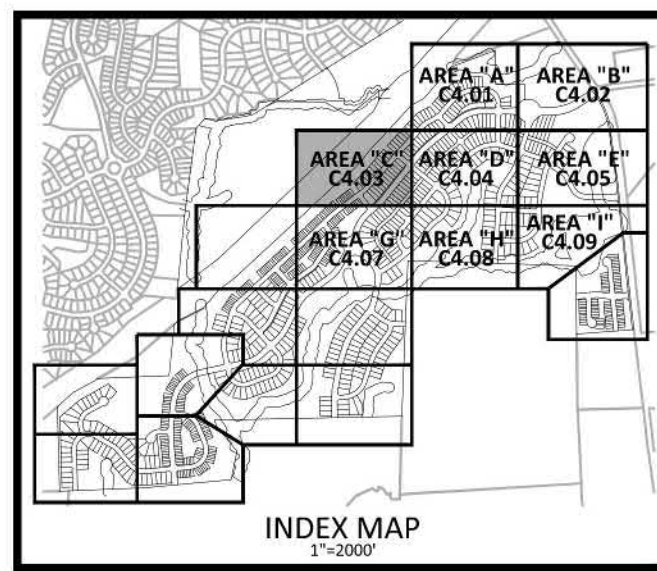 AREA "A"
C4.01
AREA "B"
C4.02
AREA "C"
C4.03
AREA "D"
C4.04
AREA "E"
C4.05
AREA "G"
C4.07
AREA "H"
C4.08
AREA "I"
C4.09
INDEX MAP
1"=2000'